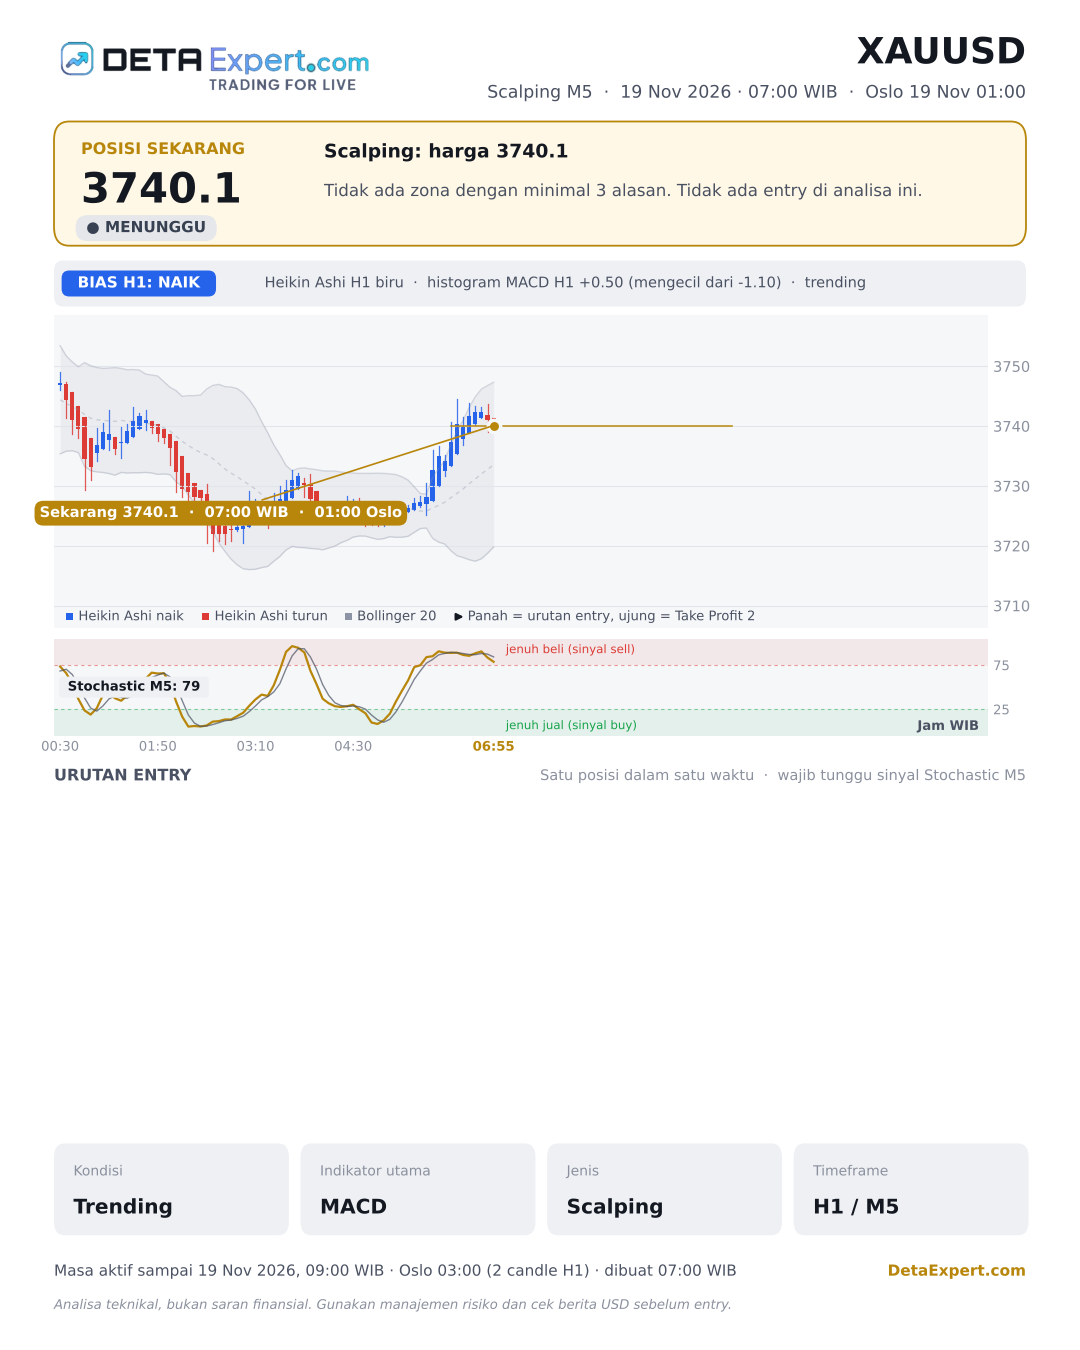 DETA Expert.com
TRADING FOR LIVE
XAUUSD
Scalping M5 · 19 Nov 2026 · 07:00 WIB · Oslo 19 Nov 01:00
POSISI SEKARANG
3740.1
● MENUNGGU
Scalping: harga 3740.1
Tidak ada zona dengan minimal 3 alasan. Tidak ada entry di analisa ini.
BIAS H1: NAIK
Heikin Ashi H1 biru · histogram MACD H1 +0.50 (mengecil dari -1.10) · trending
3750
3740
3730
3720
3710
Sekarang 3740.1 · 07:00 WIB · 01:00 Oslo
Heikin Ashi naik
Heikin Ashi turun
Bollinger 20
Panah = urutan entry, ujung = Take Profit 2
jenuh beli (sinyal sell)
75
Stochastic M5: 79
25
jenuh jual (sinyal buy)
Jam WIB
00:30 01:50 03:10 04:30 06:55
URUTAN ENTRY
Satu posisi dalam satu waktu · wajib tunggu sinyal Stochastic M5
Kondisi
Trending
Indikator utama
MACD
Jenis
Scalping
Timeframe
H1 / M5
Masa aktif sampai 19 Nov 2026, 09:00 WIB · Oslo 03:00 (2 candle H1) · dibuat 07:00 WIB
DetaExpert.com
Analisa teknikal, bukan saran finansial. Gunakan manajemen risiko dan cek berita USD sebelum entry.